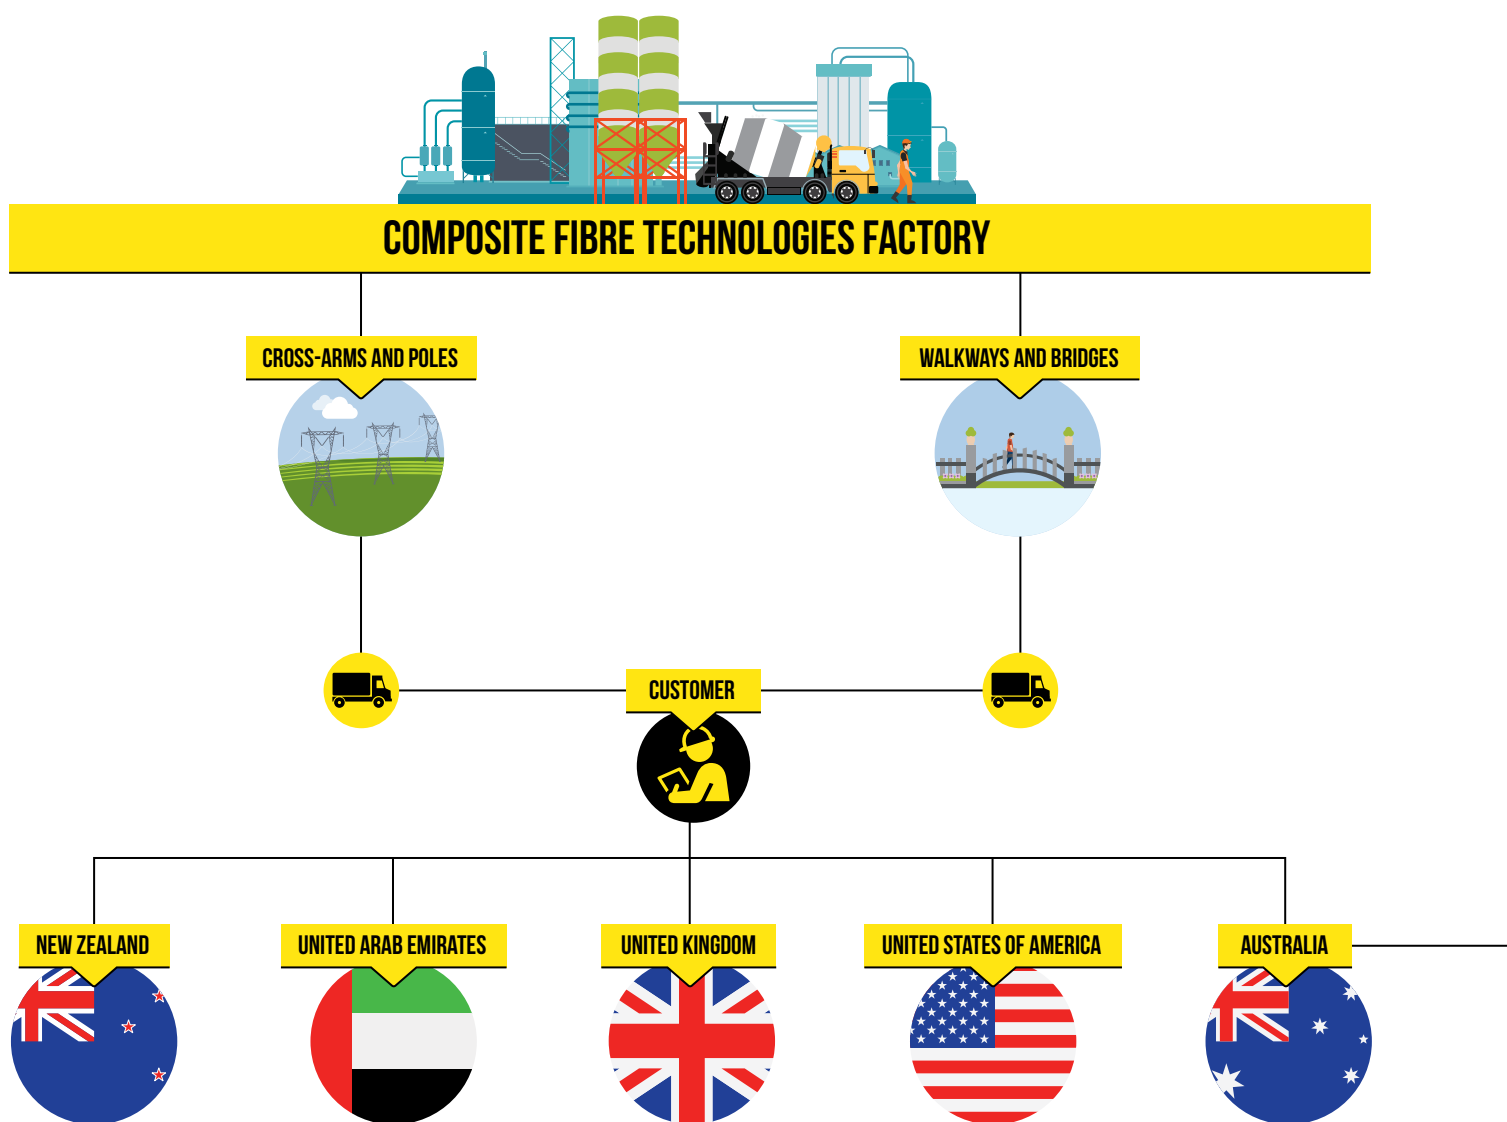 COMPOSITE FIBRE TECHNOLOGIES FACTORY
CROSS-ARMS AND POLES
WALKWAYS AND BRIDGES
CUSTOMER
NEW ZEALAND
UNITED ARAB EMIRATES
UNITED KINGDOM
UNITED STATES OF AMERICA
AUSTRALIA